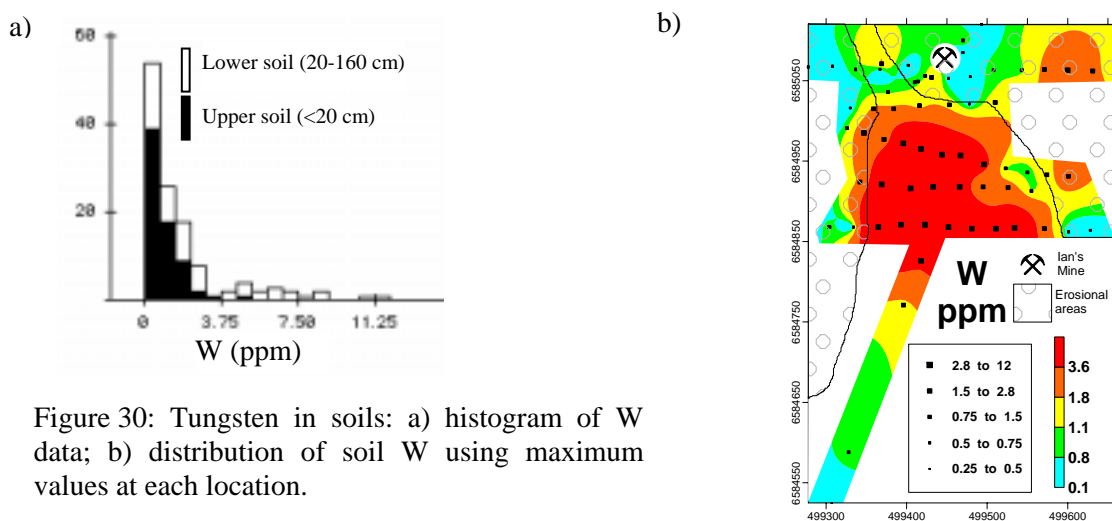 a)
60
40
20
Lower soil (20-160 cm)
Upper soil (<20 cm)
0 3.75 7.50 11.25
W (ppm)
Figure 30: Tungsten in soils: a) histogram of W
data; b) distribution of soil W using maximum
values at each location.
b)
6585050
6584950
6584850
6584750
6584650
6584550
W
ppm
Ian's
Mine
Erosional
areas
2.8 to 12
1.5 to 2.8
0.75 to 1.5
0.5 to 0.75
0.25 to 0.5
3.6
1.8
1.1
0.8
0.1
499300 499400 499500 499600